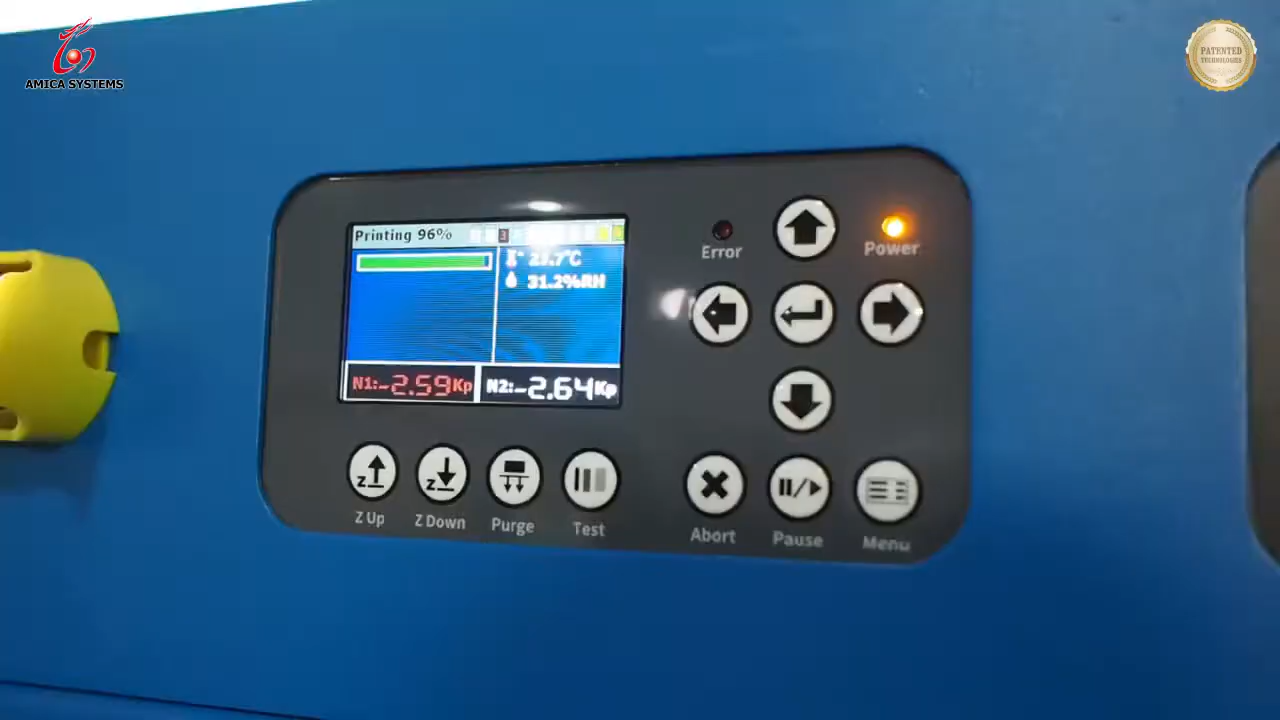 AMICA SYSTEMS
PATENTED
TECHNOLOGIES
Printing 96%
3
31.2%RH
N1:-2.59Kp
N2:-2.64Kp
Error
Power
Z
Z Up
Z
Z Down
Purge
Test
Abort
Pause
Menu